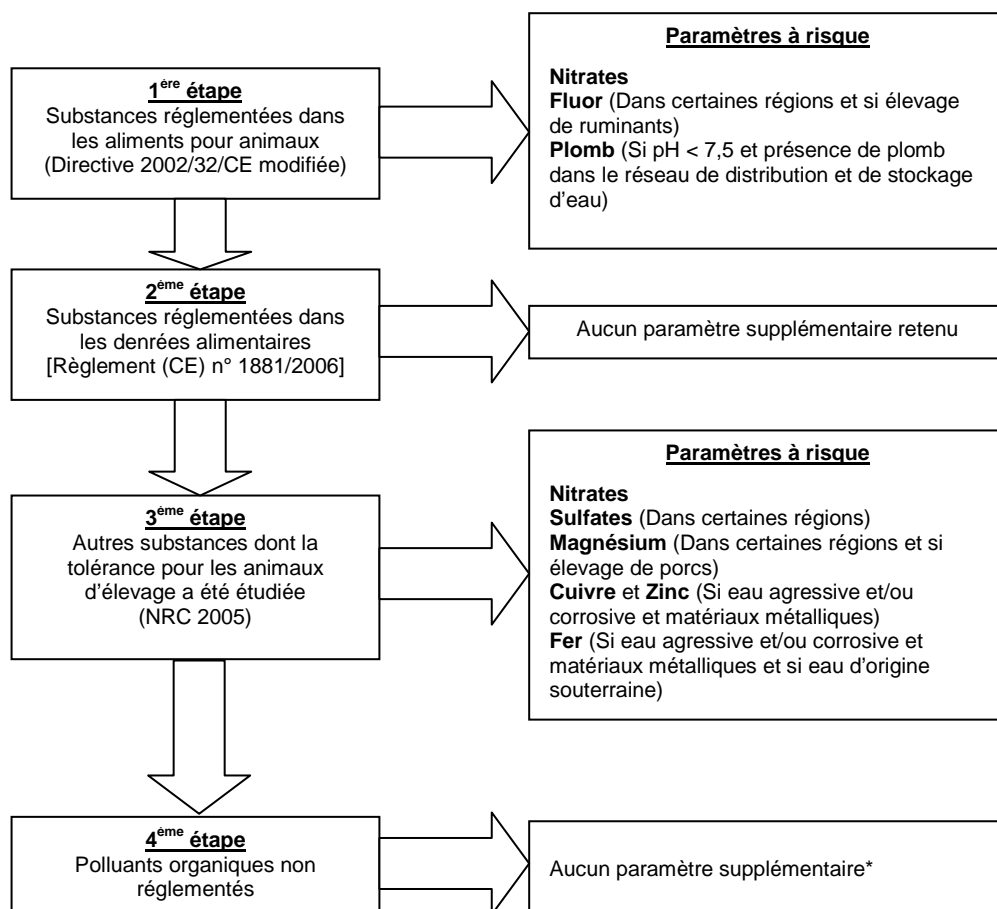 1ère étape
Substances réglementées dans
les aliments pour animaux
(Directive 2002/32/CE modifiée)
Paramètres à risque
Nitrates
Fluor (Dans certaines régions et si élevage
de ruminants)
Plomb (Si pH < 7,5 et présence de plomb
dans le réseau de distribution et de stockage
d'eau)
2ème étape
Substances réglementées dans
les denrées alimentaires
[Règlement (CE) n° 1881/2006]
Aucun paramètre supplémentaire retenu
3ème étape
Autres substances dont la
tolérance pour les animaux
d'élevage a été étudiée
(NRC 2005)
Paramètres à risque
Nitrates
Sulfates (Dans certaines régions)
Magnésium (Dans certaines régions et si
élevage de porcs)
Cuivre et Zinc (Si eau agressive et/ou
corrosive et matériaux métalliques)
Fer (Si eau agressive et/ou corrosive et
matériaux métalliques et si eau d'origine
souterraine)
4ème étape
Polluants organiques non
réglementés
Aucun paramètre supplémentaire*